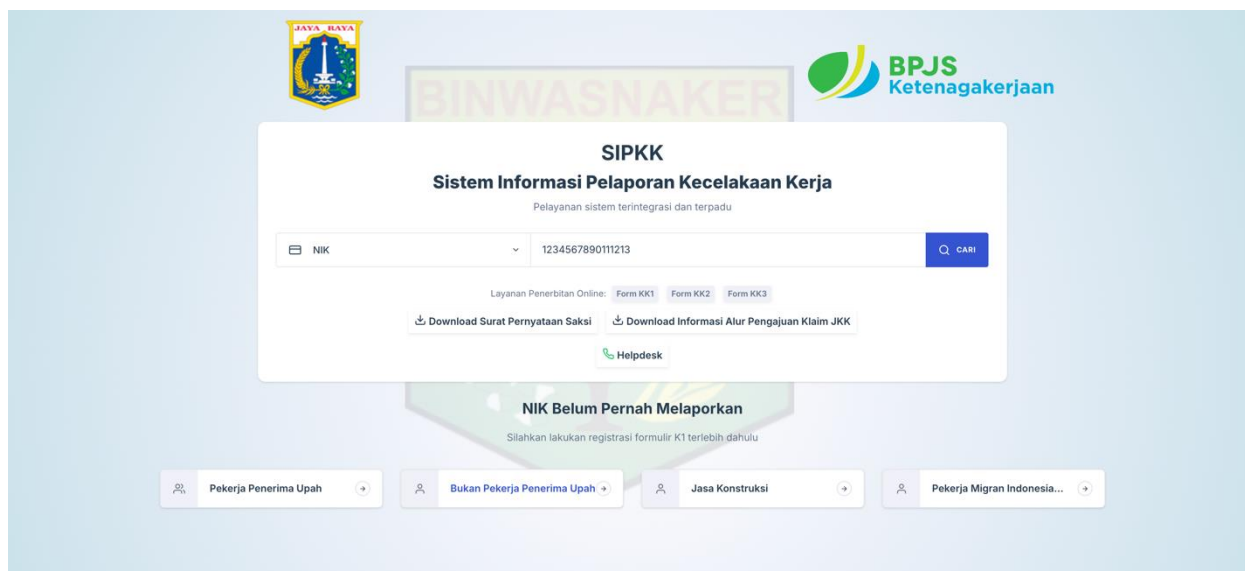 JAYA RAYA
BPJS
Ketenagakerjaan
BINWASNAKER
SIPKK
Sistem Informasi Pelaporan Kecelakaan Kerja
Pelayanan sistem terintegrasi dan terpadu
NIK 1234567890111213 CARI
Layanan Penerbitan Online: Form KK1 Form KK2 Form KK3
Download Surat Pernyataan Saksi Download Informasi Alur Pengajuan Klaim JKK
Helpdesk
NIK Belum Pernah Melaporkan
Silahkan lakukan registrasi formulir K1 terlebih dahulu
Pekerja Penerima Upah Bukan Pekerja Penerima Upah Jasa Konstruksi Pekerja Migran Indonesia...